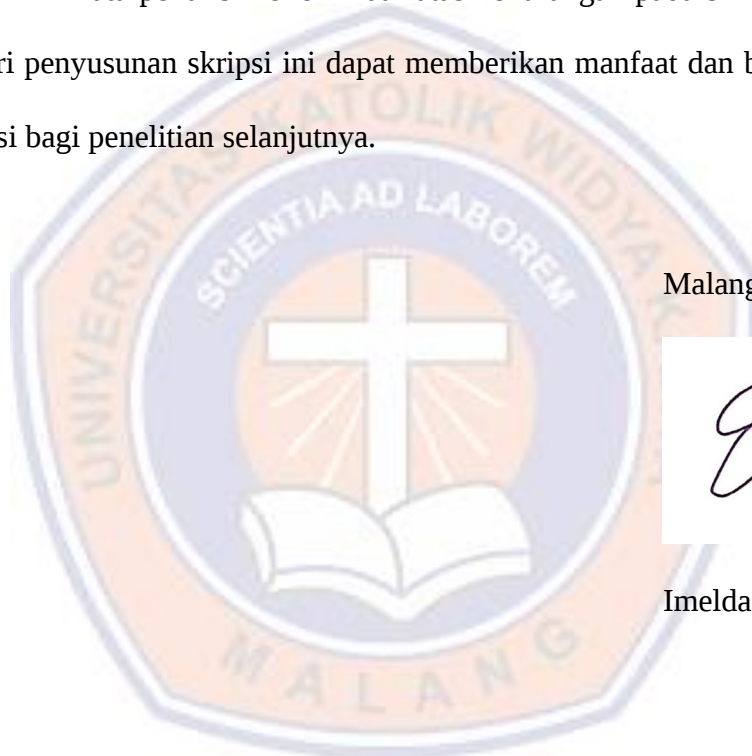 ri penyusunan skripsi ini dapat memberikan manfaat dan b
si bagi penelitian selanjutnya.
UNIVERSITAS KATOLIK WIDYA K
SCIENTIA AD LABOREM
MALANG
Malang
Imelda